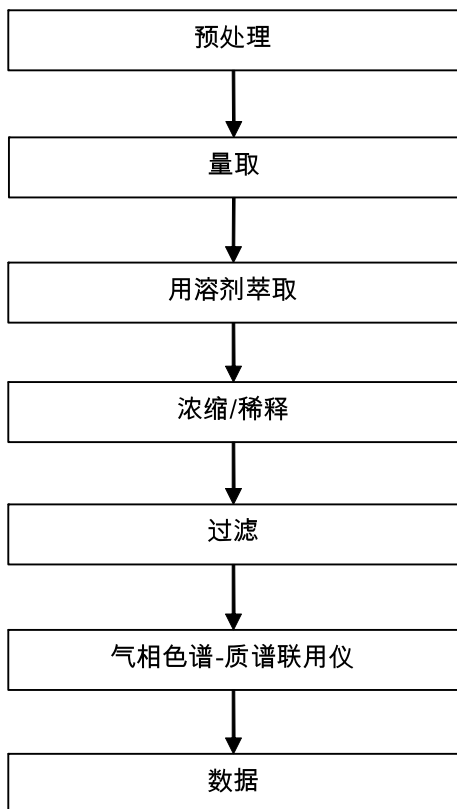 预处理
量取
用溶剂萃取
浓缩/稀释
过滤
气相色谱-质谱联用仪
数据